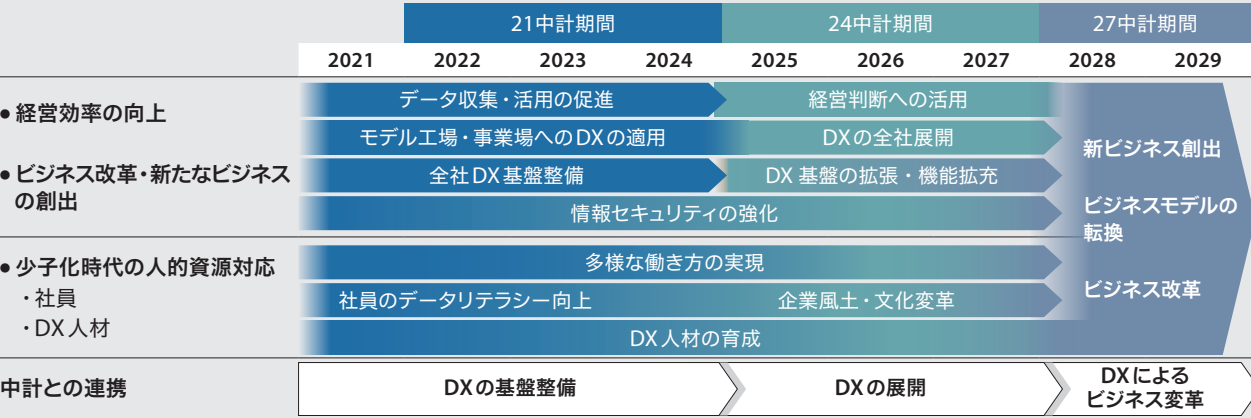 21中計期間 24中計期間 27中計期間
2021 2022 2023 2024 2025 2026 2027 2028 2029
● 経営効率の向上
● ビジネス改革・新たなビジネス
の創出
データ収集・活用の促進 経営判断への活用
モデル工場・事業場へのDXの適用 DXの全社展開
全社DX基盤整備 DX 基盤の拡張・機能拡充
情報セキュリティの強化
● 少子化時代の人的資源対応
・社員
・DX人材
多様な働き方の実現
社員のデータリテラシー向上 企業風土・文化変革
DX人材の育成
新ビジネス創出
ビジネスモデルの
転換
ビジネス改革
中計との連携 DXの基盤整備 DXの展開
DXによる
ビジネス変革